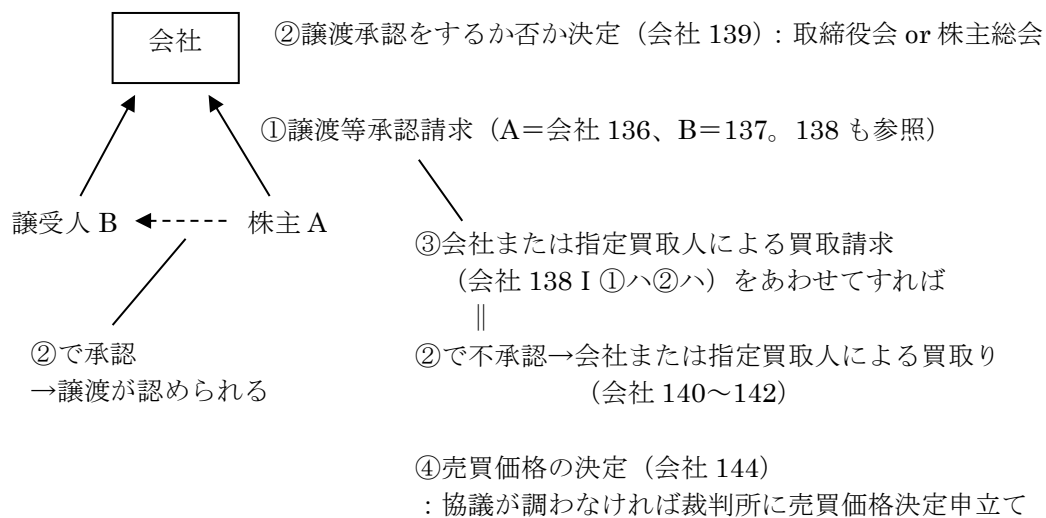 会社
②譲渡承認をするか否か決定(会社 139):取締役会 or 株主総会
①譲渡等承認請求(A=会社 136、B=137。138 も参照)
譲受人 B
株主 A
③会社または指定買取人による買取請求
(会社 138Ⅰ①ハ②ハ)をあわせてすれば
∥
②で承認
→譲渡が認められる
②で不承認→会社または指定買取人による買取り
(会社 140~142)
④売買価格の決定(会社 144)
:協議が調わなければ裁判所に売買価格決定申立て